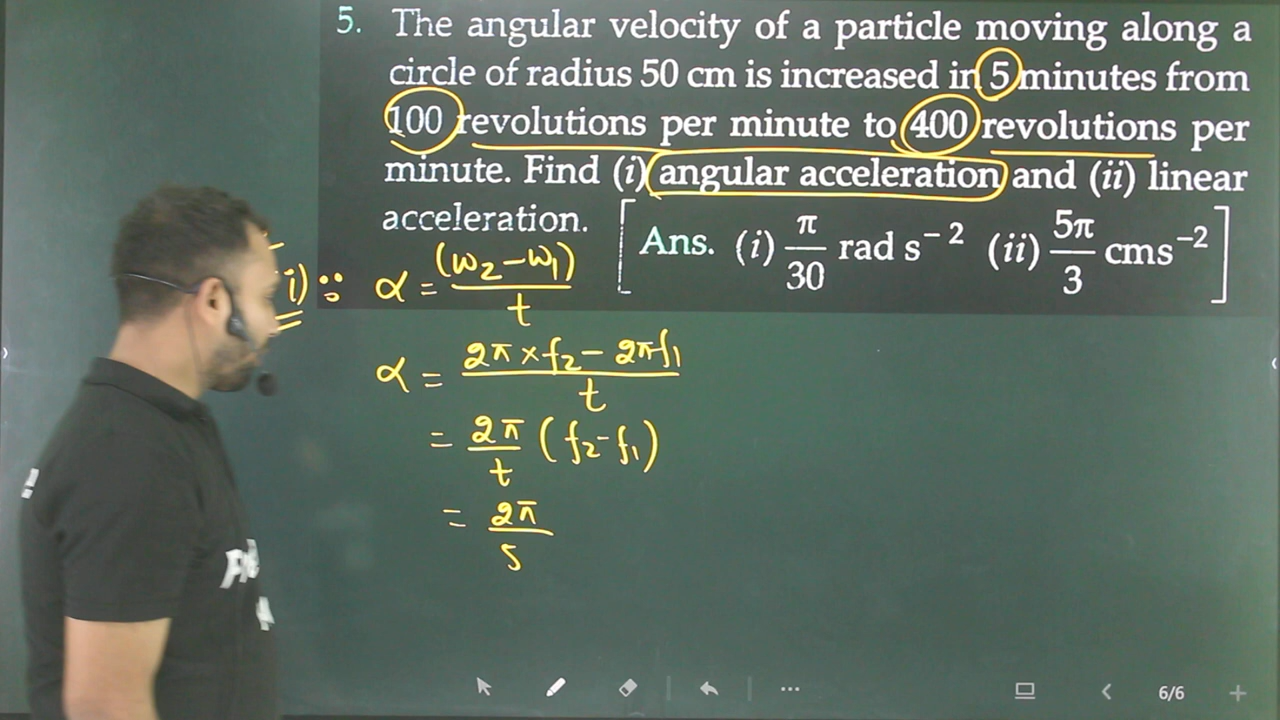 5. The angular velocity of a particle moving along a
circle of radius 50 cm is increased in 5 minutes from
100 revolutions per minute to 400 revolutions per
minute. Find (i) angular acceleration and (ii) linear
acceleration. [Ans. (i) π/30 rad s⁻² (ii) 5π/3 cms⁻²]
i) :: α = (ω₂-ω₁)/t
α = 2π×f₂ - 2πf₁/t
= 2π/t (f₂-f₁)
= 2π/5
6/6